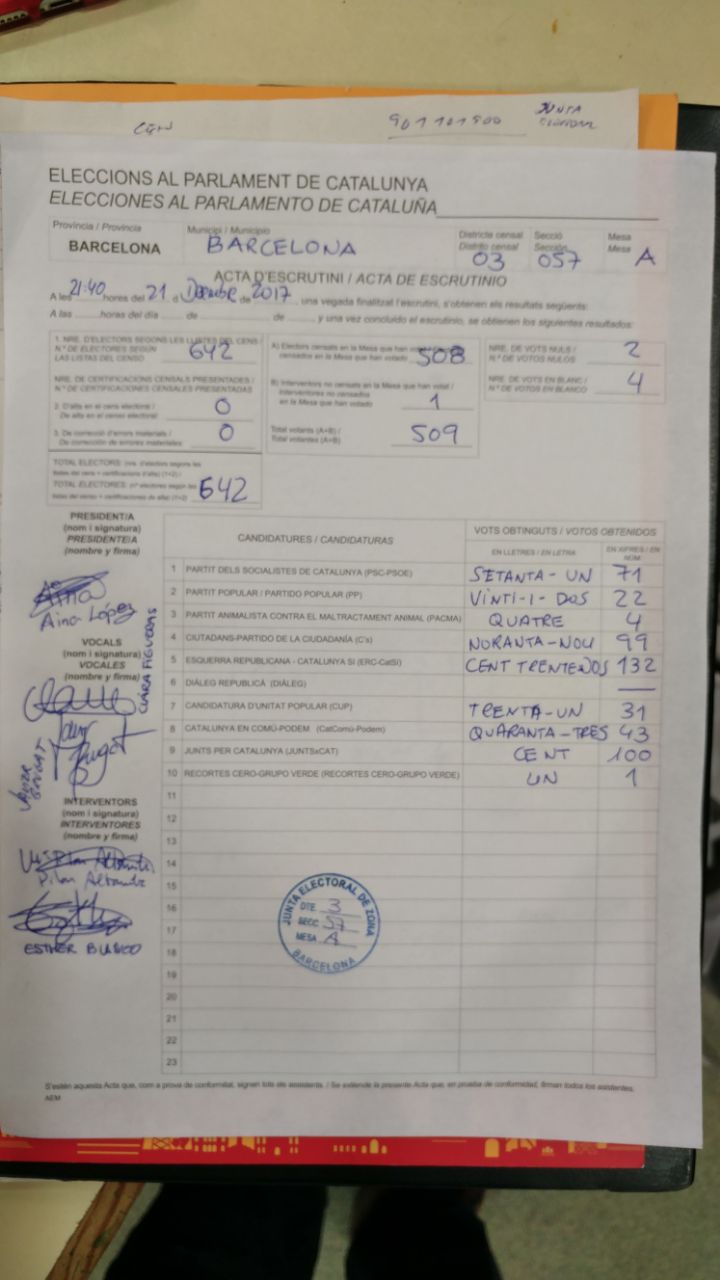 901101900 JUNTA
ELECCIONS AL PARLAMENT DE CATALUNYA
ELECCIONES AL PARLAMENTO DE CATALUÑA
Provincia / Provincia
BARCELONA
Municipi / Municipio
BARCELONA
Districte censal
Distrito censal
03
Secció
Sección
057
Mesa
Mesa
A
ACTA D'ESCRUTINI / ACTA DE ESCRUTINIO
A les 21:40 hores del 21 d Desembre de 2017, una vegada finalitzat l'escrutini, s'obtenen els resultats següents:
A las horas del día de de y una vez concluido el escrutinio, se obtienen los siguientes resultados:
1. NRE. D'ELECTORS SEGONS LES LLISTES DEL CENS /
N.º DE ELECTORES SEGÚN
LAS LISTAS DEL CENSO
642
NRE. DE CERTIFICACIONS CENSALS PRESENTADES /
N.º DE CERTIFICACIONES CENSALES PRESENTADAS
2. D'alta en el cens electoral /
De alta en el censo electoral
0
3. De correcció d'errors materials /
De corrección de errores materiales
0
TOTAL ELECTORS: (nre. d'electors segons les
llistes del cens + certificacions d'alta) (1+2) /
TOTAL ELECTORES: (nº electores según las
listas del censo + certificaciones de alta) (1+2)
642
A) Electors censats en la Mesa que han votat /
censados en la Mesa que han votado
508
B) Interventors no censats en la Mesa que han votat /
Interventores no censados
en la Mesa que han votado
1
Total votants (A+B) /
Total votantes (A+B)
509
NRE. DE VOTS NULS /
N.º DE VOTOS NULOS
2
NRE. DE VOTS EN BLANC /
N.º DE VOTOS EN BLANCO
4
PRESIDENT/A
(nom i signatura)
PRESIDENTE/A
(nombre y firma)
Aina López
VOCALS
(nom i signatura)
VOCALES
(nombre y firma)
CLARA FIGUERAS
INTERVENTORS
(nom i signatura)
INTERVENTORES
(nombre y firma)
Pilar
ESTHER BLASCO
CANDIDATURES / CANDIDATURAS
VOTS OBTINGUTS / VOTOS OBTENIDOS
EN LLETRES / EN LETRA
EN XIFRES / EN NÚM.
1 PARTIT DELS SOCIALISTES DE CATALUNYA (PSC-PSOE) SETANTA-UN 71
2 PARTIT POPULAR / PARTIDO POPULAR (PP) VINTI-I-DOS 22
3 PARTIT ANIMALISTA CONTRA EL MALTRACTAMENT ANIMAL (PACMA) QUATRE 4
4 CIUTADANS-PARTIDO DE LA CIUDADANÍA (C's) NORANTA-NOU 99
5 ESQUERRA REPUBLICANA - CATALUNYA SÍ (ERC-CatSí) CENT TRENTENOS 132
6 DIÀLEG REPUBLICÀ (DIÀLEG) —
7 CANDIDATURA D'UNITAT POPULAR (CUP) TRENTA-UN 31
8 CATALUNYA EN COMÚ-PODEM (CatComú-Podem) QUARANTA-TRES 43
9 JUNTS PER CATALUNYA (JUNTSxCAT) CENT 100
10 RECORTES CERO-GRUPO VERDE (RECORTES CERO-GRUPO VERDE) UN 1
11
12
13
14
15
16
17
18
19
20
21
22
23
JUNTA ELECTORAL DE ZONA
DTE. 3
SECC. 57
MESA A
BARCELONA
S'estén aquesta Acta que, com a prova de conformitat, signen tots els assistents. / Se extiende la presente Acta que, en prueba de conformidad, firman todos los asistentes.
AEM